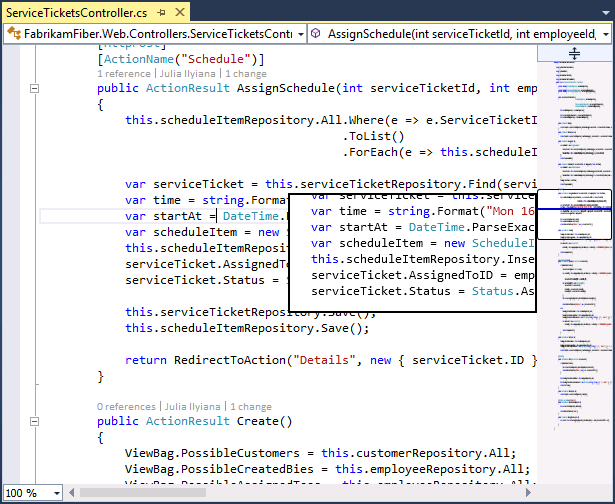 ServiceTicketsController.cs
FabrikamFiber.Web.Controllers.ServiceTicketsCont
AssignSchedule(int serviceTicketId, int employeeId,
[HttpPost]
[ActionName("Schedule")]
1 reference | Julia Ilyiana | 1 change
public ActionResult AssignSchedule(int serviceTicketId, int emp
{
this.scheduleItemRepository.All.Where(e => e.ServiceTicketI
.ToList()
.ForEach(e => this.schedulI
var serviceTicket = this.serviceTicketRepository.Find(servi
var time = string.Format
var startAt = DateTime.
var scheduleItem = new S
this.scheduleItemReposit
serviceTicket.AssignedTo
serviceTicket.Status = S
var serviceTicket = this.servic
var time = string.Format("Mon 16
var startAt = DateTime.ParseExac
var scheduleItem = new ScheduleI
this.scheduleItemRepository.Inse
serviceTicket.AssignedToID = emp
serviceTicket.Status = Status.As
this.serviceTicketRepository.Save();
this.scheduleItemRepository.Save();
return RedirectToAction("Details", new { serviceTicket.ID }
}
0 references | Julia Ilyiana | 1 change
public ActionResult Create()
{
ViewBag.PossibleCustomers = this.customerRepository.All;
ViewBag.PossibleCreatedBies = this.employeeRepository.All;
ViewBag.PossibleAssignedToes = this.employeeRepository.All;
100 %